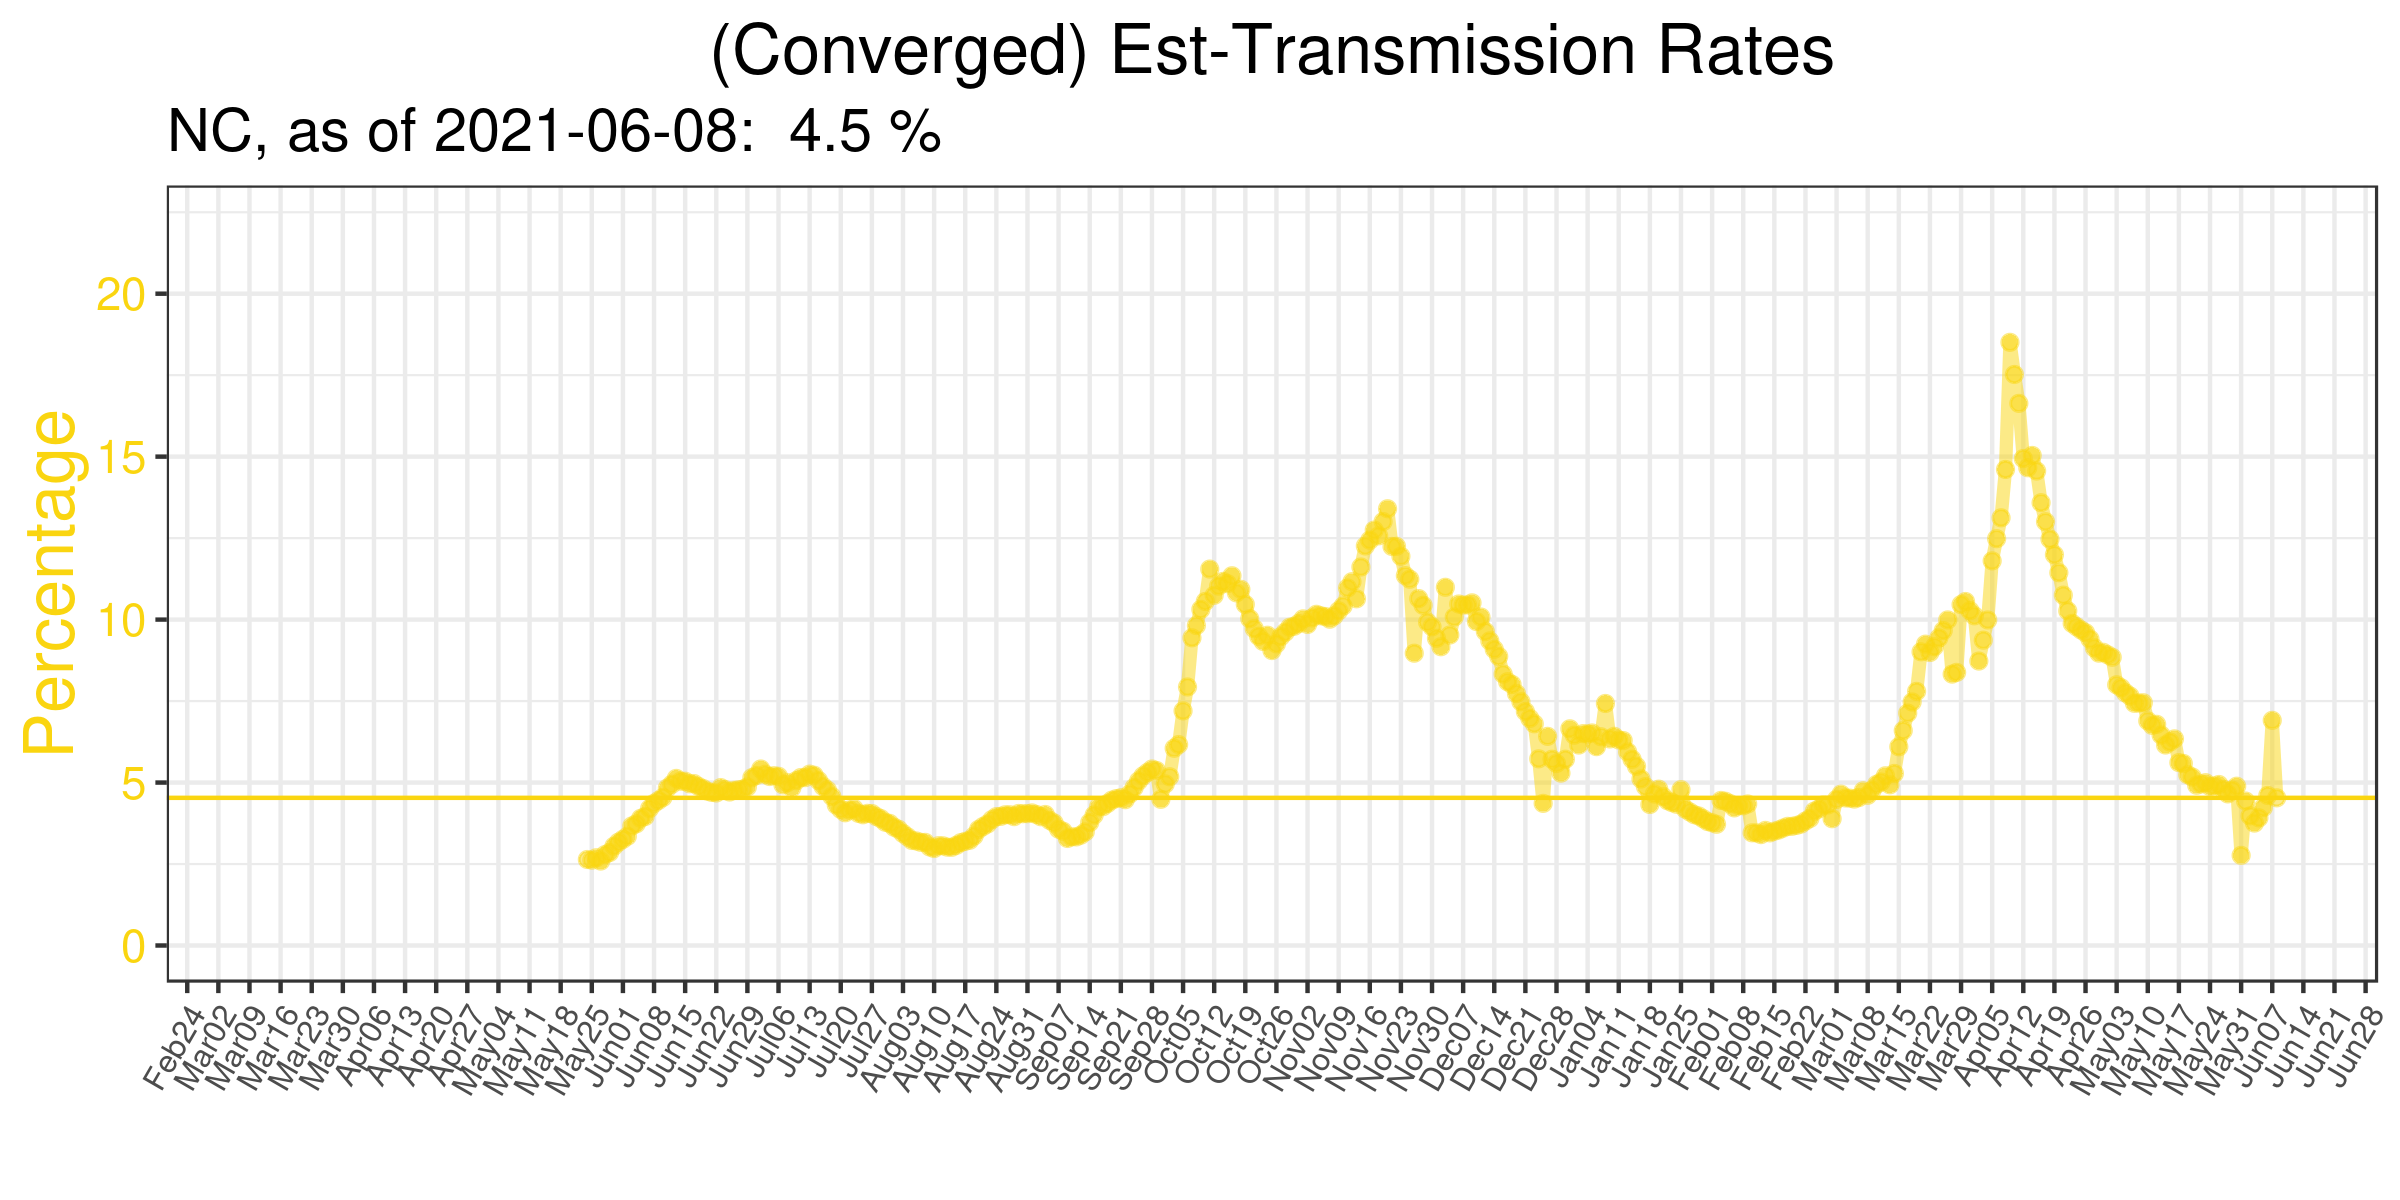 (Converged) Est-Transmission Rates
NC, as of 2021-06-08:  4.5 %
Percentage
20
15
10
5
0
Feb24
Mar02
Mar09
Mar16
Mar23
Mar30
Apr06
Apr13
Apr20
Apr27
May04
May11
May18
May25
Jun01
Jun08
Jun15
Jun22
Jun29
Jul06
Jul13
Jul20
Jul27
Aug03
Aug10
Aug17
Aug24
Aug31
Sep07
Sep14
Sep21
Sep28
Oct05
Oct12
Oct19
Oct26
Nov02
Nov09
Nov16
Nov23
Nov30
Dec07
Dec14
Dec21
Dec28
Jan04
Jan11
Jan18
Jan25
Feb01
Feb08
Feb15
Feb22
Mar01
Mar08
Mar15
Mar22
Mar29
Apr05
Apr12
Apr19
Apr26
May03
May10
May17
May24
May31
Jun07
Jun14
Jun21
Jun28